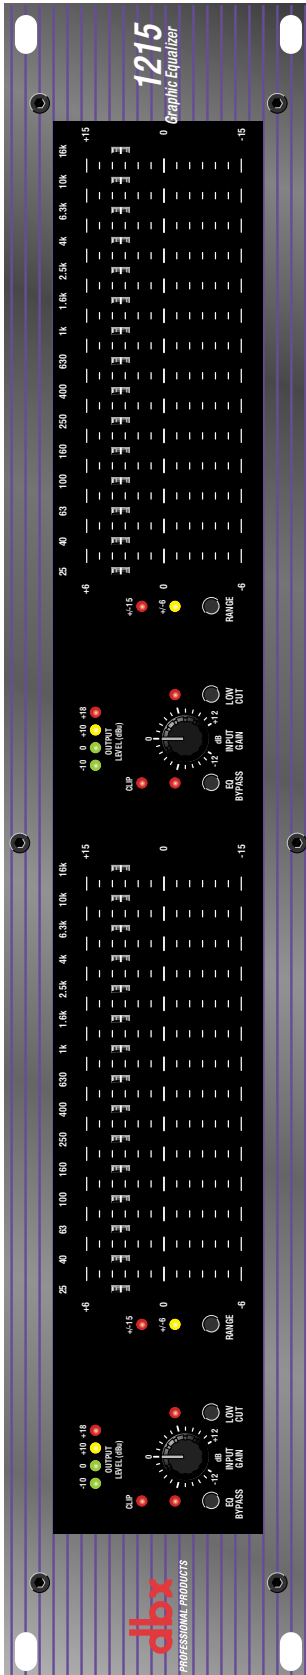 dbx
PROFESSIONAL PRODUCTS
-10 0 +10 +18
OUTPUT
LEVEL (dBu)
CLIP
0
-12 dB +12
EQ
BYPASS
INPUT
GAIN
LOW
CUT
+/-15
+/-6
RANGE
25 40 63 100 160 250 400 630 1k 1.6k 2.5k 4k 6.3k 10k 16k
+6 +15
0 0
-6 -15
-10 0 +10 +18
OUTPUT
LEVEL (dBu)
CLIP
0
-12 dB +12
EQ
BYPASS
INPUT
GAIN
LOW
CUT
+/-15
+/-6
RANGE
25 40 63 100 160 250 400 630 1k 1.6k 2.5k 4k 6.3k 10k 16k
+6 +15
0 0
-6 -15
1215
Graphic Equalizer